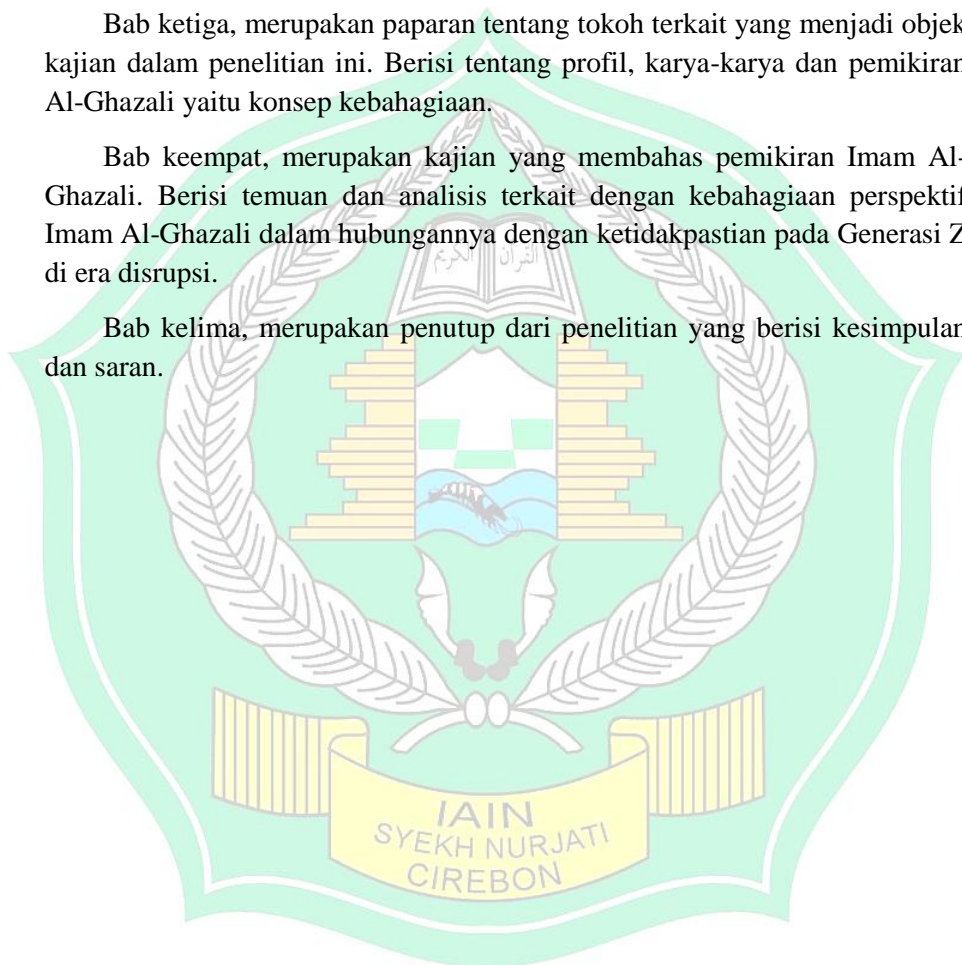 Bab ketiga, merupakan paparan tentang tokoh terkait yang menjadi objek
kajian dalam penelitian ini. Berisi tentang profil, karya-karya dan pemikiran
Al-Ghazali yaitu konsep kebahagiaan.
Bab keempat, merupakan kajian yang membahas pemikiran Imam Al-
Ghazali. Berisi temuan dan analisis terkait dengan kebahagiaan perspektif
Imam Al-Ghazali dalam hubungannya dengan ketidakpastian pada Generasi Z
di era disrupsi.
القرآن الكريم
Bab kelima, merupakan penutup dari penelitian yang berisi kesimpulan
dan saran.
IAIN
SYEKH NURJATI
CIREBON